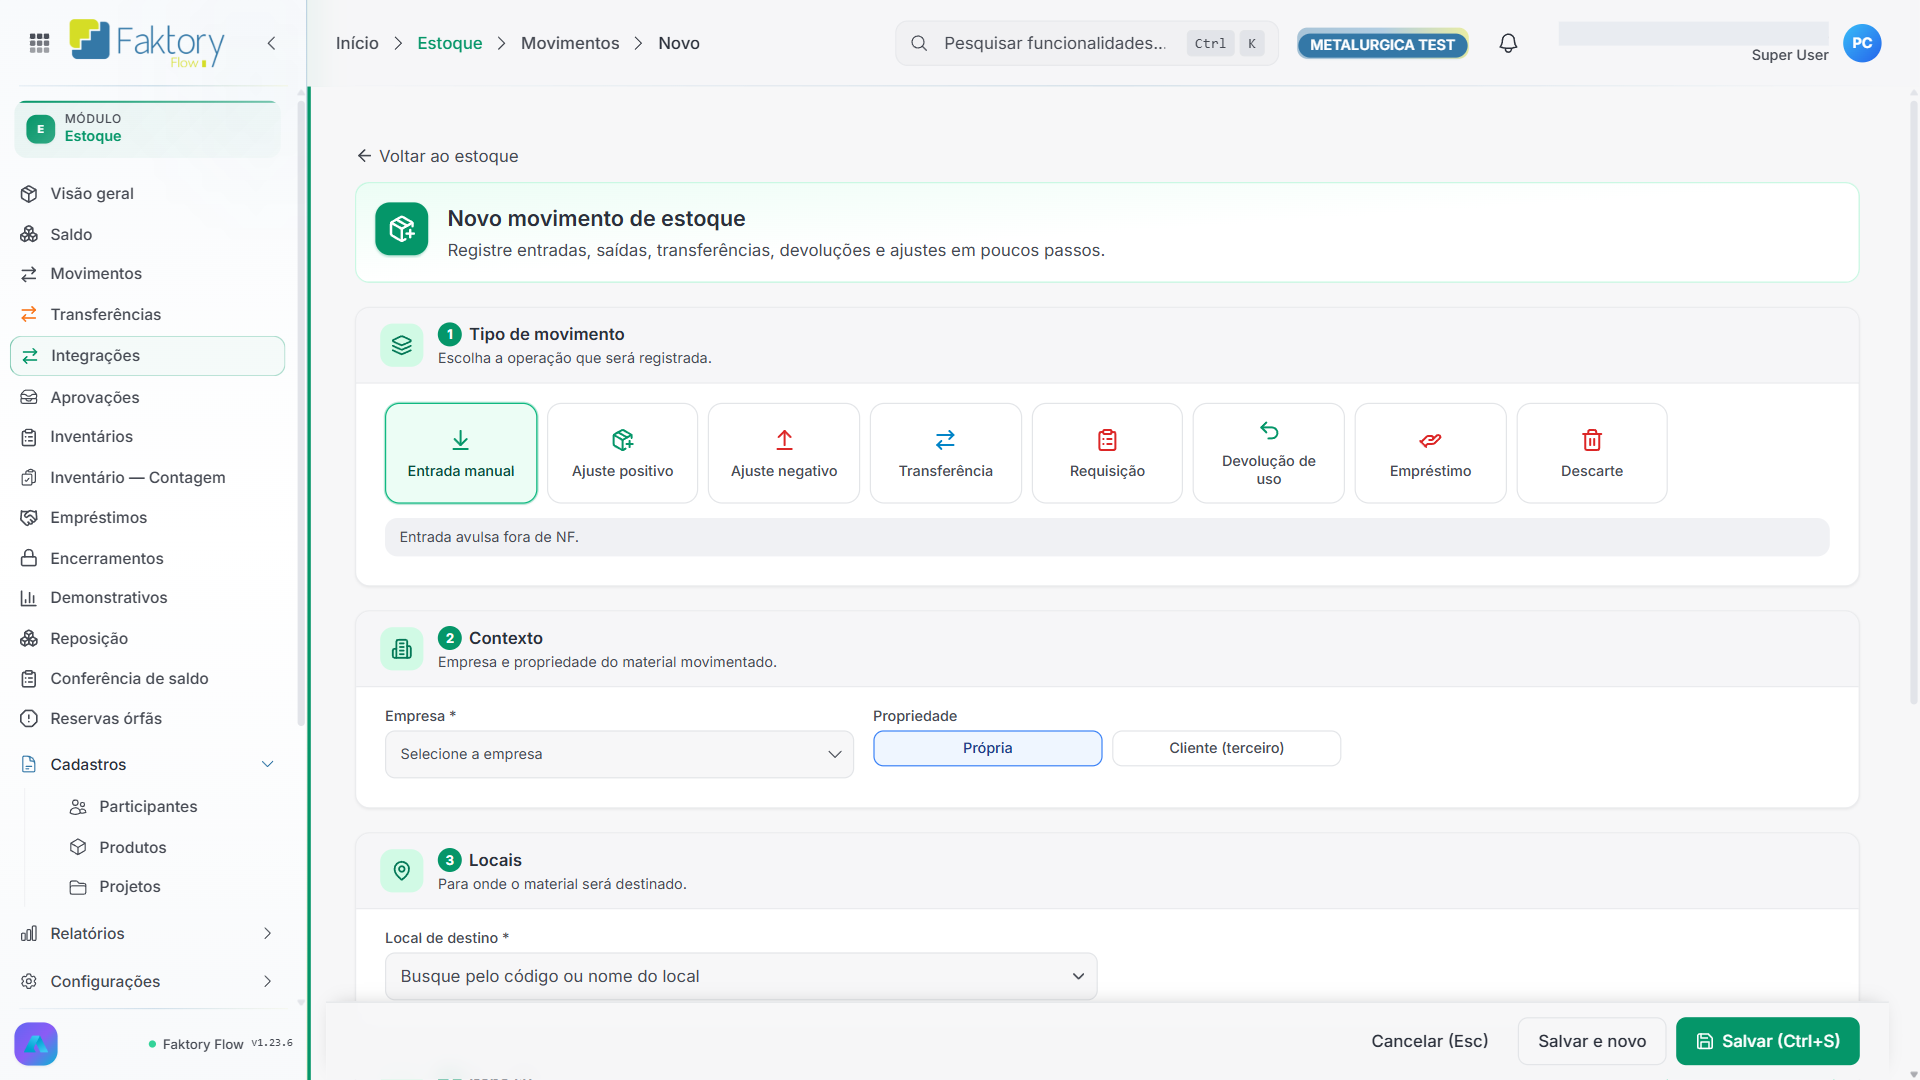 Faktory
Flow
Início > Estoque > Movimentos > Novo
Pesquisar funcionalidades... Ctrl K
METALURGICA TEST
Super User
PC
E
MÓDULO
Estoque
Visão geral
Saldo
Movimentos
Transferências
Integrações
Aprovações
Inventários
Inventário — Contagem
Empréstimos
Encerramentos
Demonstrativos
Reposição
Conferência de saldo
Reservas órfãs
Cadastros
Participantes
Produtos
Projetos
Relatórios
Configurações
Faktory Flow v1.23.6
Voltar ao estoque
Novo movimento de estoque
Registre entradas, saídas, transferências, devoluções e ajustes em poucos passos.
1 Tipo de movimento
Escolha a operação que será registrada.
Entrada manual
Ajuste positivo
Ajuste negativo
Transferência
Requisição
Devolução de
uso
Empréstimo
Descarte
Entrada avulsa fora de NF.
2 Contexto
Empresa e propriedade do material movimentado.
Empresa *
Selecione a empresa
Propriedade
Própria
Cliente (terceiro)
3 Locais
Para onde o material será destinado.
Local de destino *
Busque pelo código ou nome do local
Cancelar (Esc)
Salvar e novo
Salvar (Ctrl+S)